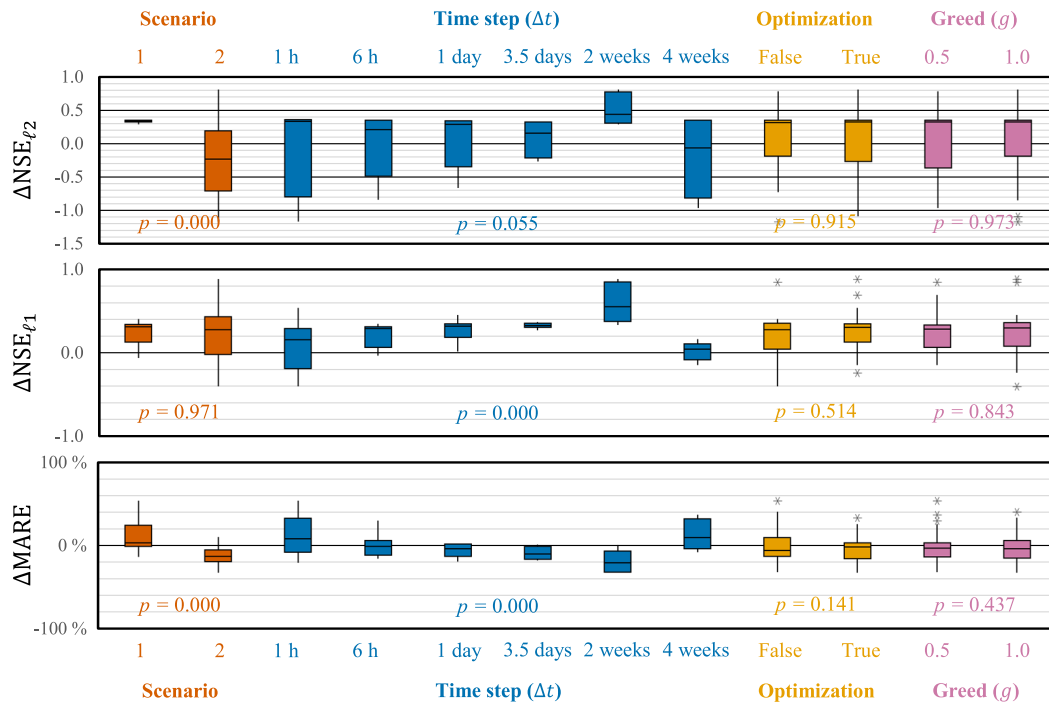 Scenario Time step (Δt) Optimization Greed (g)
1 2 1 h 6 h 1 day 3.5 days 2 weeks 4 weeks False True 0.5 1.0
ΔNSEℓ2
1.0
0.5
0.0
-0.5
-1.0
-1.5
p = 0.000 p = 0.055 p = 0.915 p = 0.973
ΔNSEℓ1
1.0
0.0
-1.0
p = 0.971 p = 0.000 p = 0.514 p = 0.843
ΔMARE
100 %
0 %
-100 %
p = 0.000 p = 0.000 p = 0.141 p = 0.437
1 2 1 h 6 h 1 day 3.5 days 2 weeks 4 weeks False True 0.5 1.0
Scenario Time step (Δt) Optimization Greed (g)